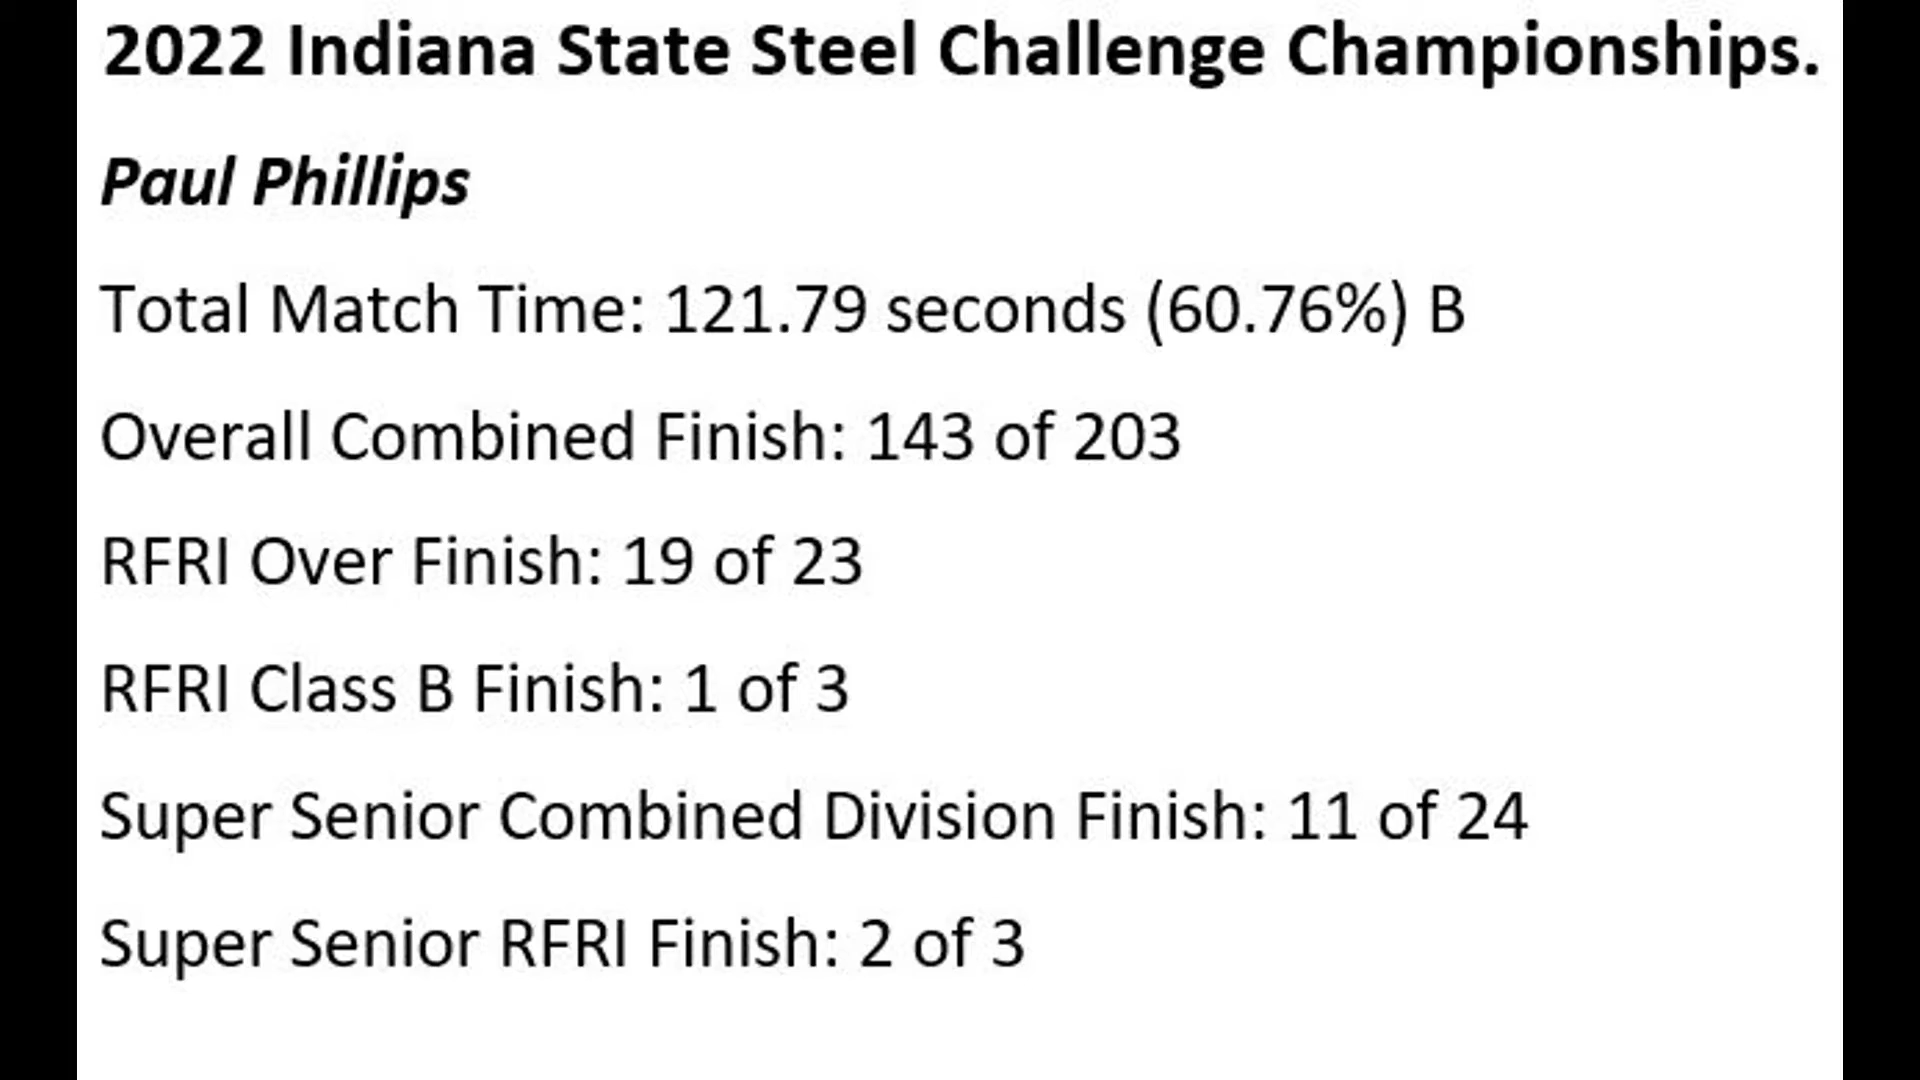 2022 Indiana State Steel Challenge Championships.
Paul Phillips
Total Match Time: 121.79 seconds (60.76%) B
Overall Combined Finish: 143 of 203
RFRI Over Finish: 19 of 23
RFRI Class B Finish: 1 of 3
Super Senior Combined Division Finish: 11 of 24
Super Senior RFRI Finish: 2 of 3